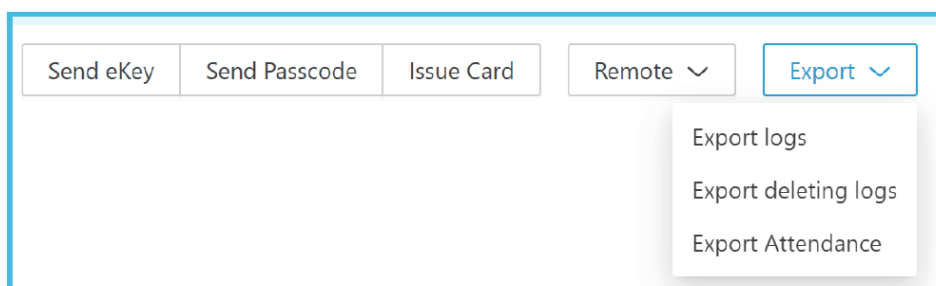 Send eKey Send Passcode Issue Card Remote Export
Export logs
Export deleting logs
Export Attendance